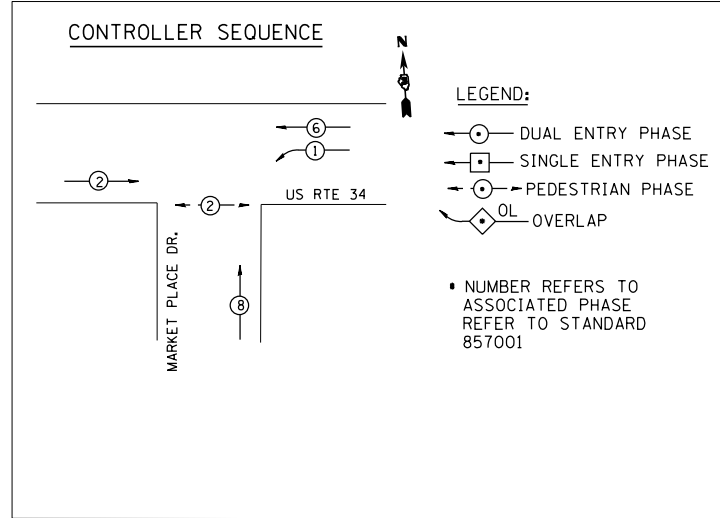 CONTROLLER SEQUENCE
N
LEGEND:
6
1
DUAL ENTRY PHASE
SINGLE ENTRY PHASE
2
2
US RTE 34
PEDESTRIAN PHASE
OL
OVERLAP
MARKET PLACE DR.
8
• NUMBER REFERS TO
ASSOCIATED PHASE
REFER TO STANDARD
857001